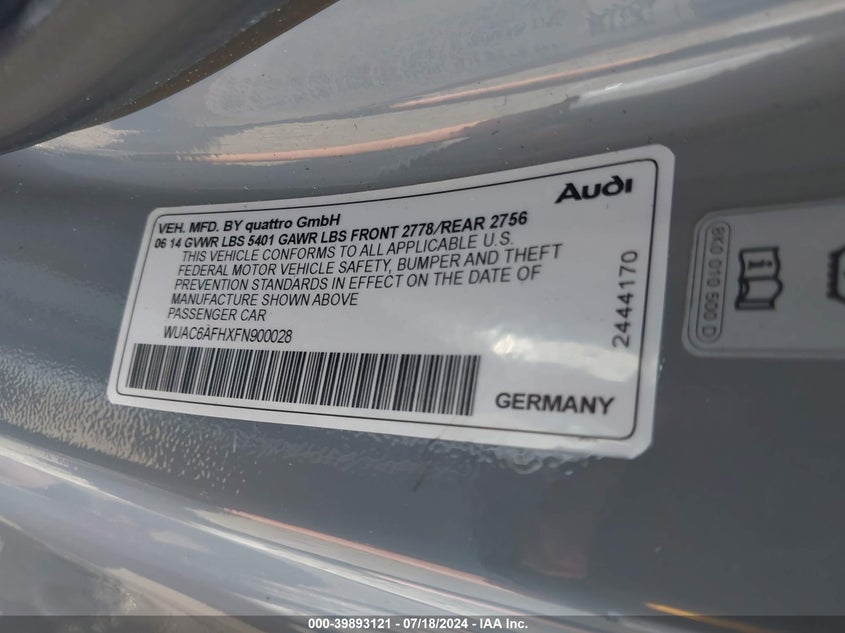 Audi
VEH. MFD. BY quattro GmbH
06 14 GVWR LBS 5401 GAWR LBS FRONT 2778/REAR 2756
THIS VEHICLE CONFORMS TO ALL APPLICABLE U.S.
FEDERAL MOTOR VEHICLE SAFETY, BUMPER AND THEFT
PREVENTION STANDARDS IN EFFECT ON THE DATE OF
MANUFACTURE SHOWN ABOVE
PASSENGER CAR
WUAC6AFHXFN900028
2444170
GERMANY
8K0 010 500 D
000-39893121 - 07/18/2024 - IAA Inc.